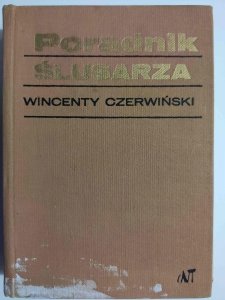 Poradnik
ŚLUSARZA
WINCENTY CZERWIŃSKI
WNT